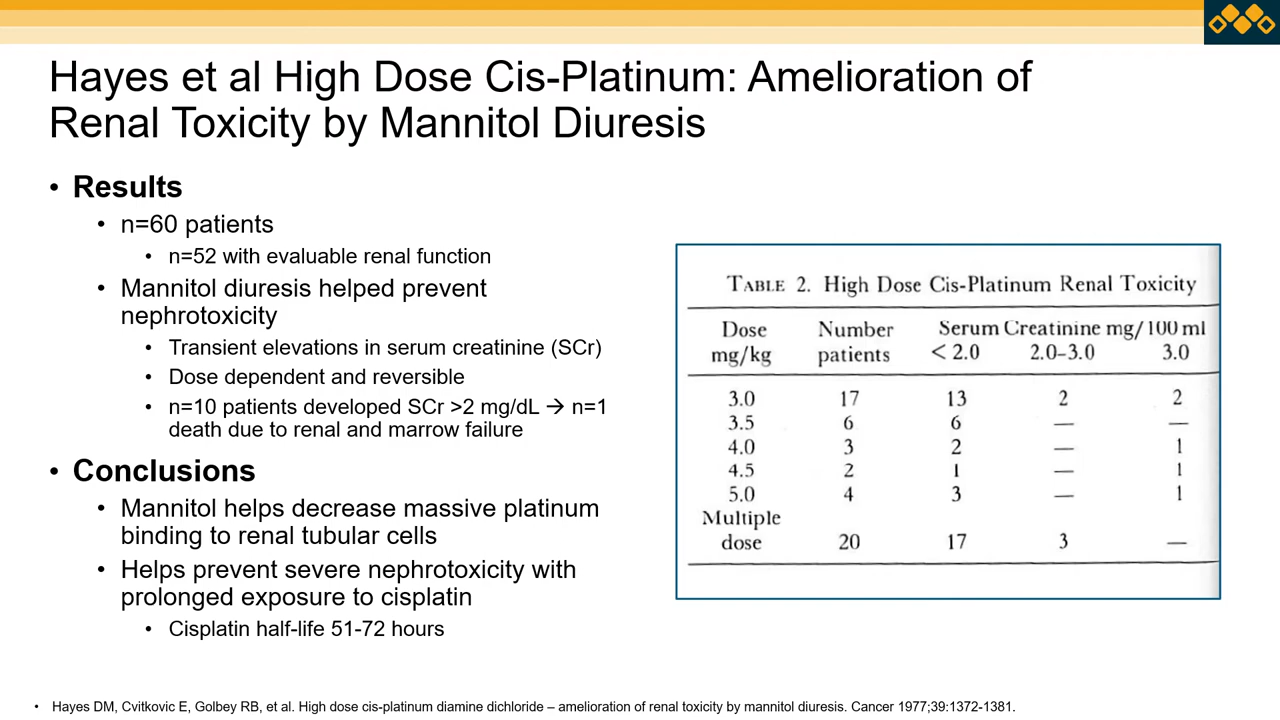 Hayes et al High Dose Cis-Platinum: Amelioration of
Renal Toxicity by Mannitol Diuresis
• Results
• n=60 patients
• n=52 with evaluable renal function
• Mannitol diuresis helped prevent
nephrotoxicity
• Transient elevations in serum creatinine (SCr)
• Dose dependent and reversible
• n=10 patients developed SCr >2 mg/dL → n=1
death due to renal and marrow failure
• Conclusions
• Mannitol helps decrease massive platinum
binding to renal tubular cells
• Helps prevent severe nephrotoxicity with
prolonged exposure to cisplatin
• Cisplatin half-life 51-72 hours
TABLE 2. High Dose Cis-Platinum Renal Toxicity
Dose Number Serum Creatinine mg/100 ml
mg/kg patients < 2.0 2.0–3.0 3.0
3.0 17 13 2 2
3.5 6 6 — —
4.0 3 2 — 1
4.5 2 1 — 1
5.0 4 3 — 1
Multiple
dose 20 17 3 —
• Hayes DM, Cvitkovic E, Golbey RB, et al. High dose cis-platinum diamine dichloride – amelioration of renal toxicity by mannitol diuresis. Cancer 1977;39:1372-1381.